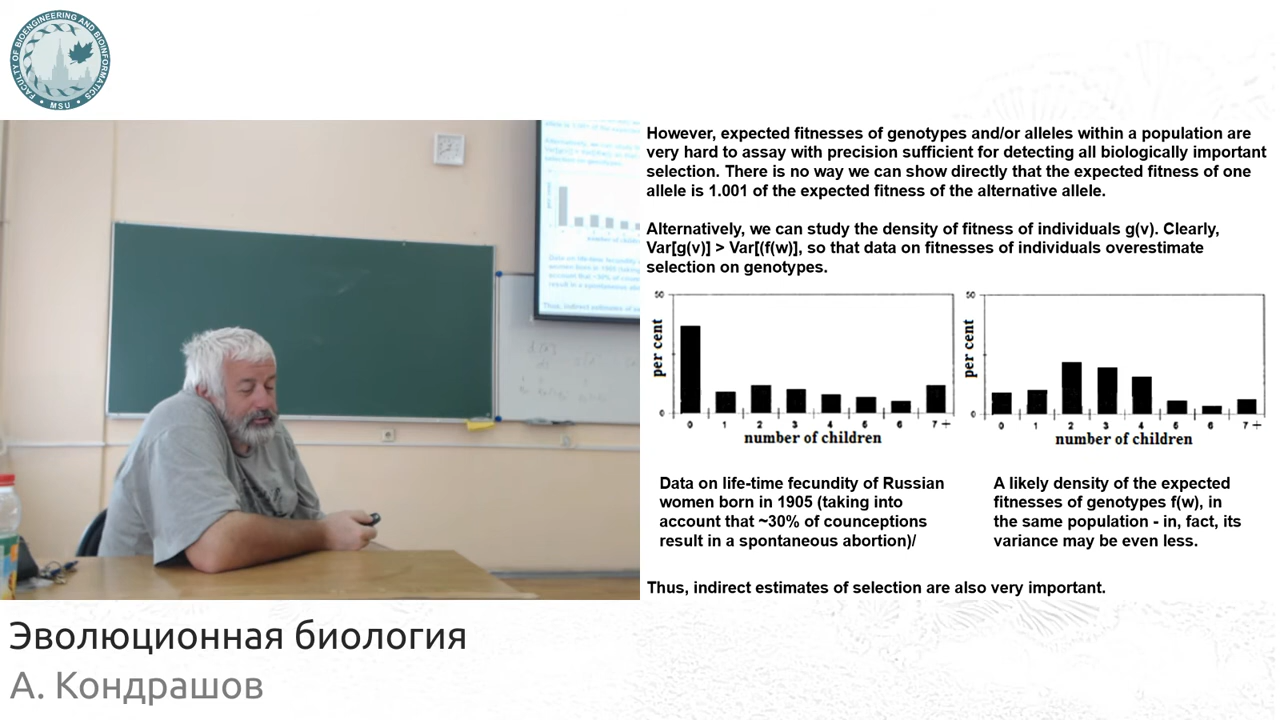 FACULTY OF BIOENGINEERING AND BIOINFORMATICS
• MSU •
However, expected fitnesses of genotypes and/or alleles within a population are
very hard to assay with precision sufficient for detecting all biologically important
selection. There is no way we can show directly that the expected fitness of one
allele is 1.001 of the expected fitness of the alternative allele.
Alternatively, we can study the density of fitness of individuals g(v). Clearly,
Var[g(v)] > Var[(f(w)], so that data on fitnesses of individuals overestimate
selection on genotypes.
50
per cent
0
0 1 2 3 4 5 6 7 +
number of children
50
per cent
0
0 1 2 3 4 5 6 7 +
number of children
Data on life-time fecundity of Russian
women born in 1905 (taking into
account that ~30% of counceptions
result in a spontaneous abortion)/
A likely density of the expected
fitnesses of genotypes f(w), in
the same population - in, fact, its
variance may be even less.
Thus, indirect estimates of selection are also very important.
Эволюционная биология
А. Кондрашов